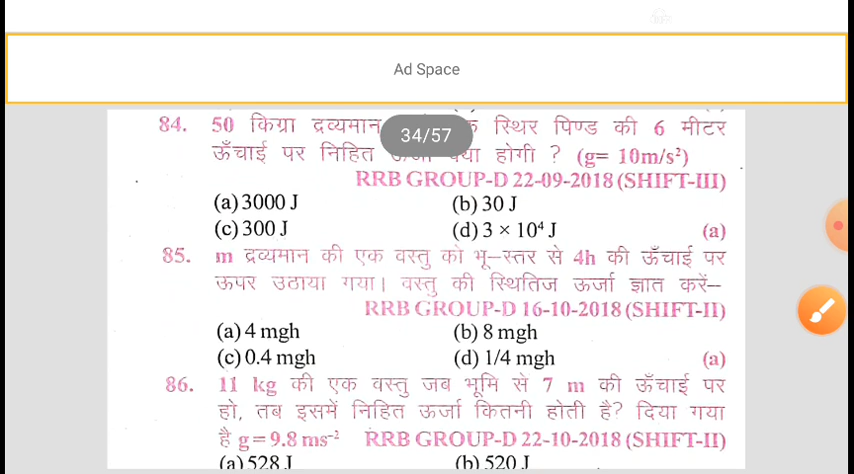 Ad Space
34/57
84. 50 किग्रा द्रव्यमान स्थिर पिण्ड की 6 मीटर
ऊँचाई पर निहित होगी ? (g= 10m/s²)
RRB GROUP-D 22-09-2018 (SHIFT-III)
(a) 3000 J (b) 30 J
(c) 300 J (d) 3 × 10⁴ J (a)
85. m द्रव्यमान की एक वस्तु को भू-स्तर से 4h की ऊँचाई पर
ऊपर उठाया गया। वस्तु की स्थितिज ऊर्जा ज्ञात करें–
RRB GROUP-D 16-10-2018 (SHIFT-II)
(a) 4 mgh (b) 8 mgh
(c) 0.4 mgh (d) 1/4 mgh (a)
86. 11 kg की एक वस्तु जब भूमि से 7 m की ऊँचाई पर
हो, तब इसमें निहित ऊर्जा कितनी होती है? दिया गया
है g=9.8 ms⁻² RRB GROUP-D 22-10-2018 (SHIFT-II)
(a) 528 J (b) 520 J